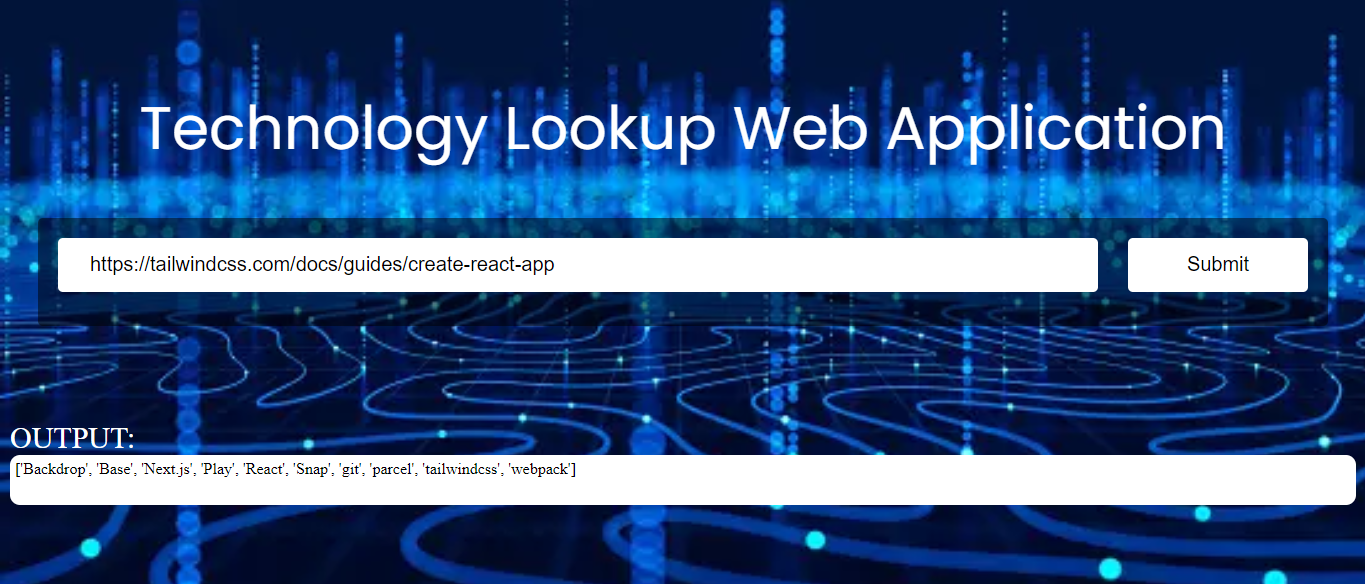 Technology Lookup Web Application
https://tailwindcss.com/docs/guides/create-react-app
Submit
OUTPUT:
['Backdrop', 'Base', 'Next.js', 'Play', 'React', 'Snap', 'git', 'parcel', 'tailwindcss', 'webpack']